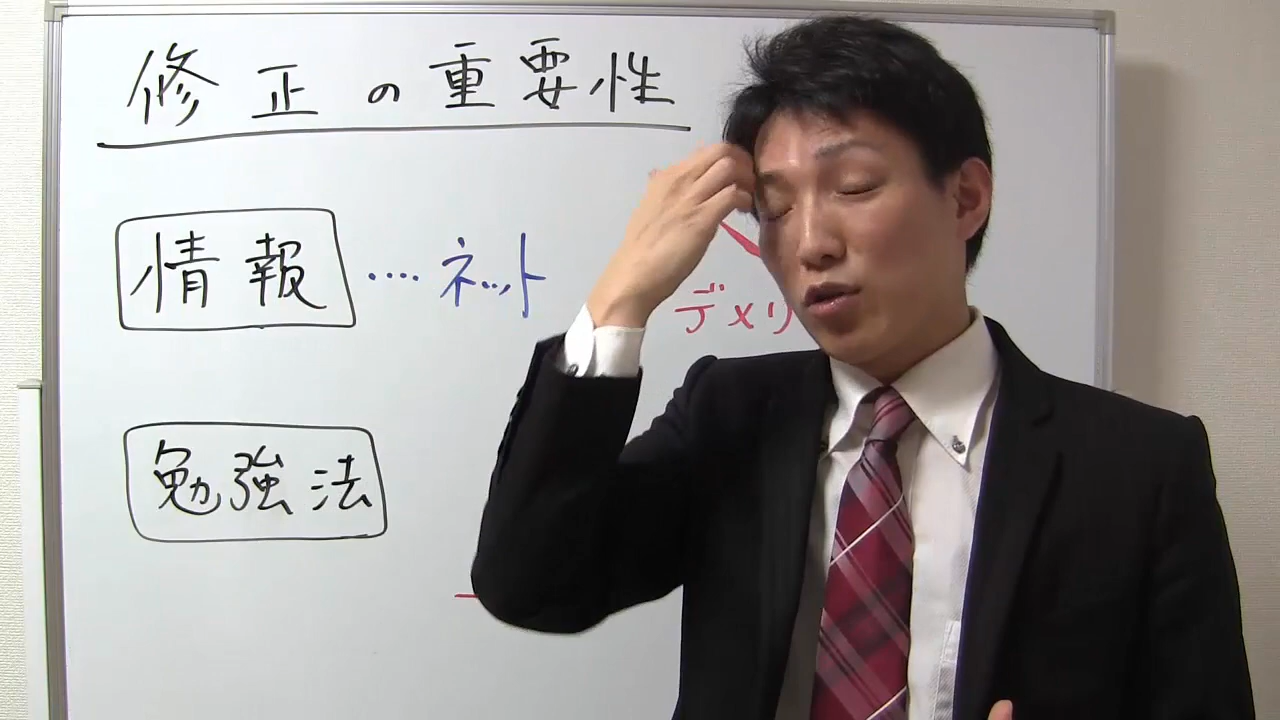 修正の重要性
情報 ‥‥ネット
デメリ
勉強法